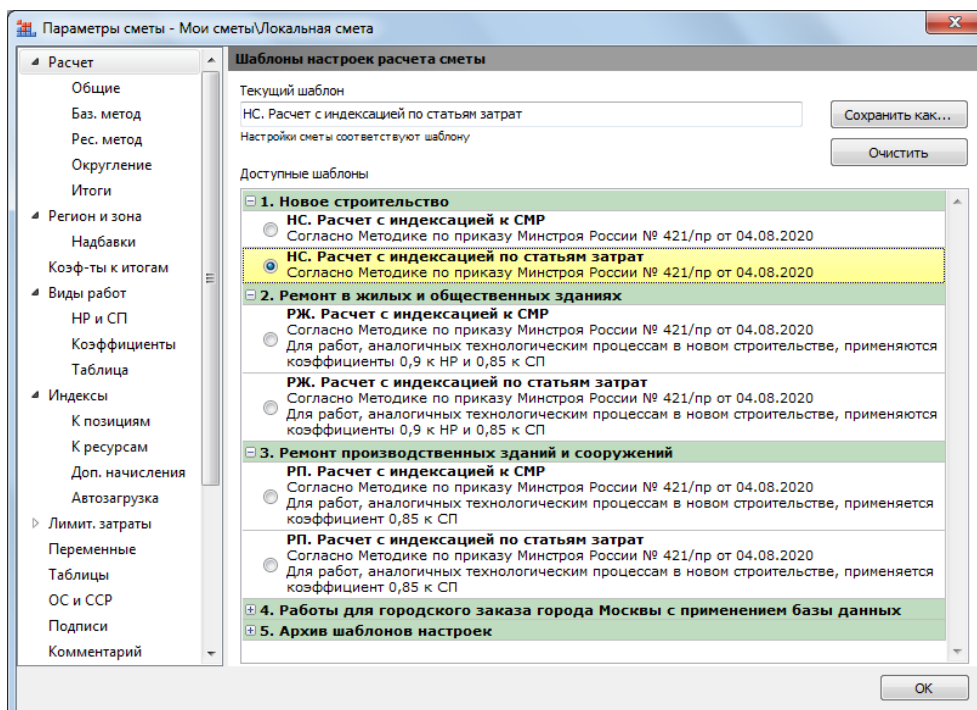 Параметры сметы - Мои сметы\Локальная смета
Расчет
Общие
Баз. метод
Рес. метод
Округление
Итоги
Регион и зона
Надбавки
Коэф-ты к итогам
Виды работ
НР и СП
Коэффициенты
Таблица
Индексы
К позициям
К ресурсам
Доп. начисления
Автозагрузка
Лимит. затраты
Переменные
Таблицы
ОС и ССР
Подписи
Комментарий
Шаблоны настроек расчета сметы
Текущий шаблон
НС. Расчет с индексацией по статьям затрат
Сохранить как...
Настройки сметы соответствуют шаблону
Очистить
Доступные шаблоны
1. Новое строительство
НС. Расчет с индексацией к СМР
Согласно Методике по приказу Минстроя России № 421/пр от 04.08.2020
НС. Расчет с индексацией по статьям затрат
Согласно Методике по приказу Минстроя России № 421/пр от 04.08.2020
2. Ремонт в жилых и общественных зданиях
РЖ. Расчет с индексацией к СМР
Согласно Методике по приказу Минстроя России № 421/пр от 04.08.2020
Для работ, аналогичных технологическим процессам в новом строительстве, применяются
коэффициенты 0,9 к НР и 0,85 к СП
РЖ. Расчет с индексацией по статьям затрат
Согласно Методике по приказу Минстроя России № 421/пр от 04.08.2020
Для работ, аналогичных технологическим процессам в новом строительстве, применяются
коэффициенты 0,9 к НР и 0,85 к СП
3. Ремонт производственных зданий и сооружений
РП. Расчет с индексацией к СМР
Согласно Методике по приказу Минстроя России № 421/пр от 04.08.2020
Для работ, аналогичных технологическим процессам в новом строительстве, применяется
коэффициент 0,85 к СП
РП. Расчет с индексацией по статьям затрат
Согласно Методике по приказу Минстроя России № 421/пр от 04.08.2020
Для работ, аналогичных технологическим процессам в новом строительстве, применяется
коэффициент 0,85 к СП
4. Работы для городского заказа города Москвы с применением базы данных
5. Архив шаблонов настроек
ОК